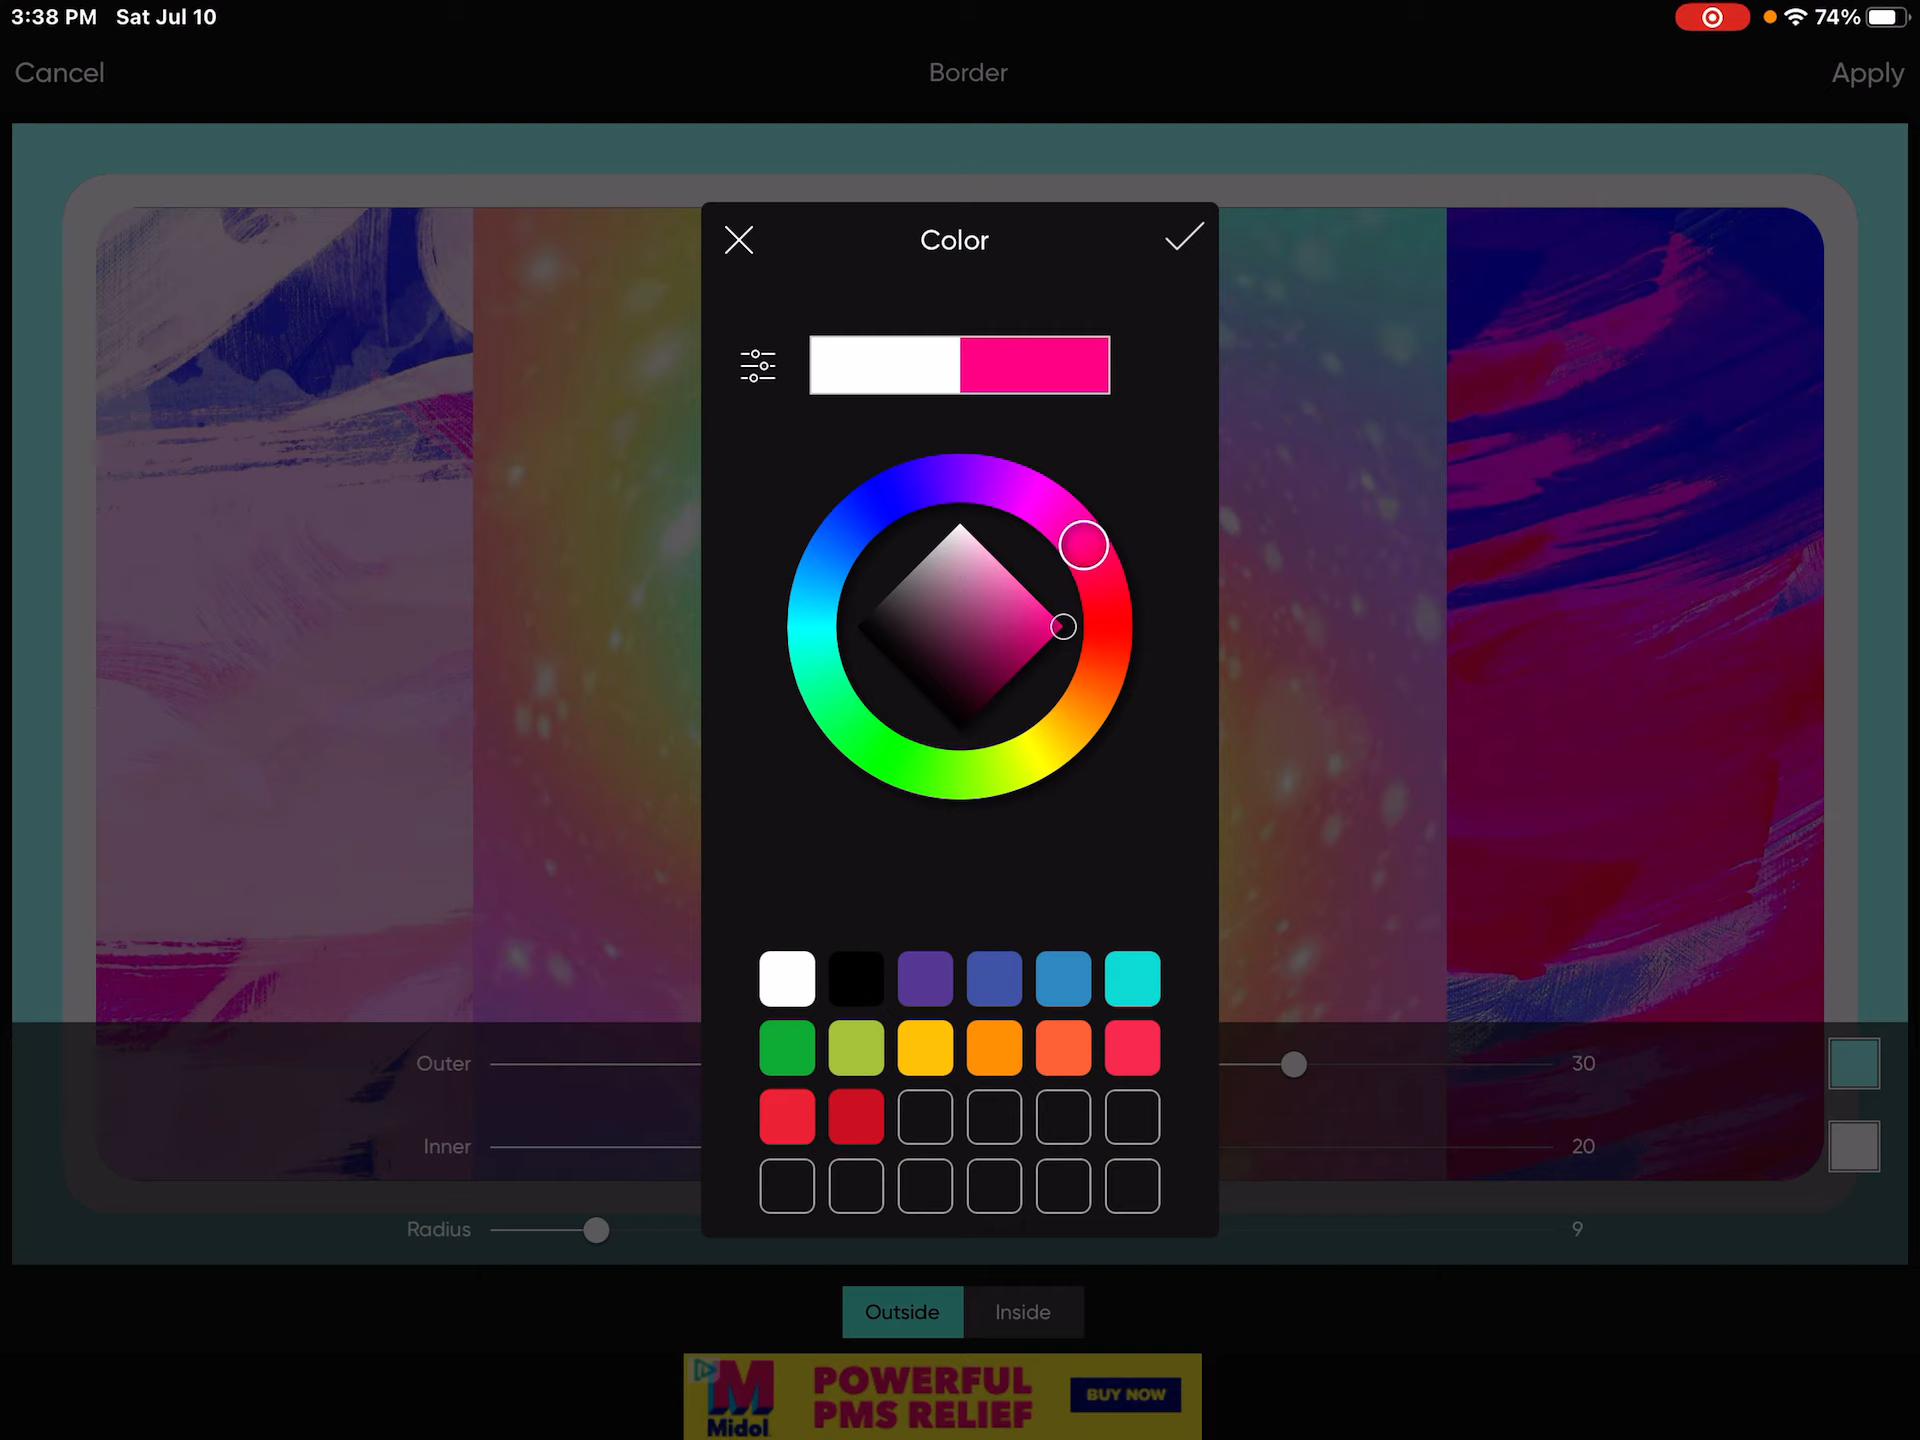 3:38 PM Sat Jul 10
74%
Cancel
Border
Apply
Color
Outer
30
Inner
20
Radius
9
Outside
Inside
M
Midol
POWERFUL
PMS RELIEF
BUY NOW